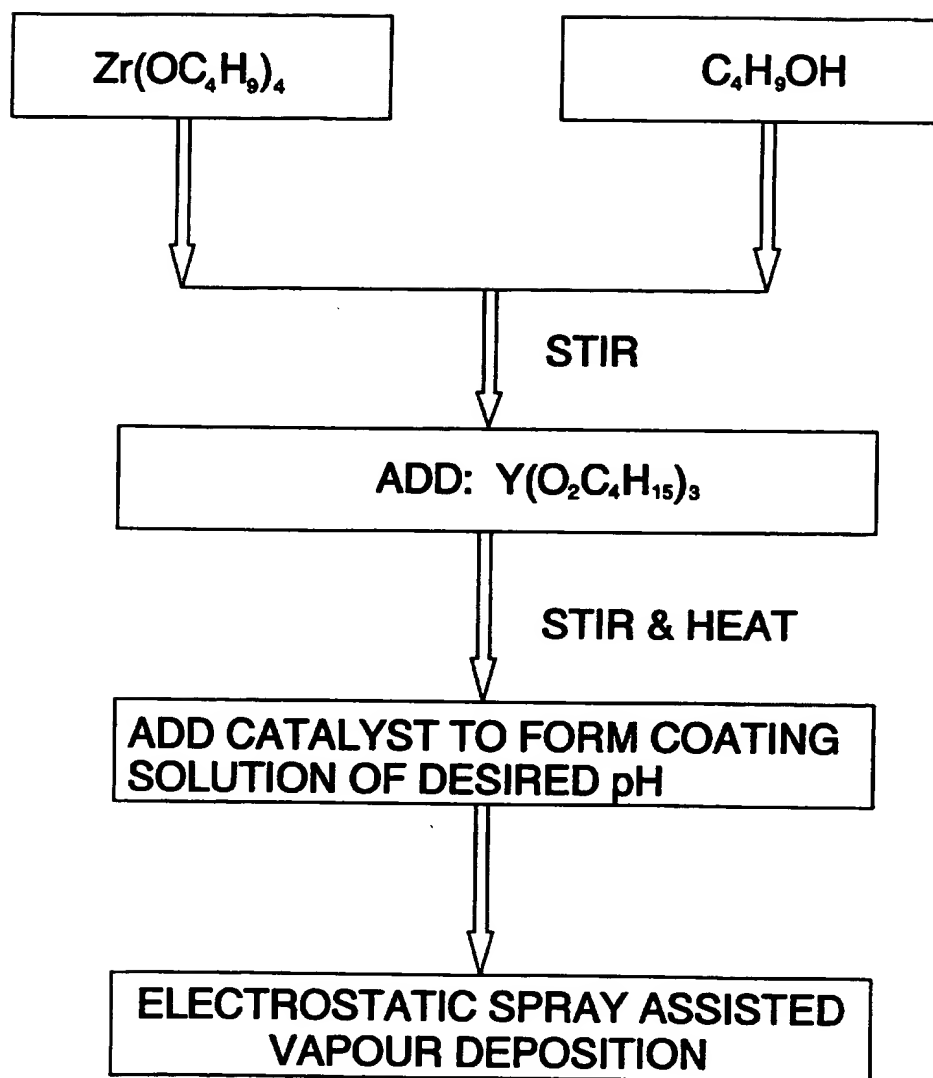 Zr(OC₄H₉)₄
C₄H₉OH
STIR
ADD: Y(O₂C₄H₁₅)₃
STIR & HEAT
ADD CATALYST TO FORM COATING
SOLUTION OF DESIRED pH
ELECTROSTATIC SPRAY ASSISTED
VAPOUR DEPOSITION